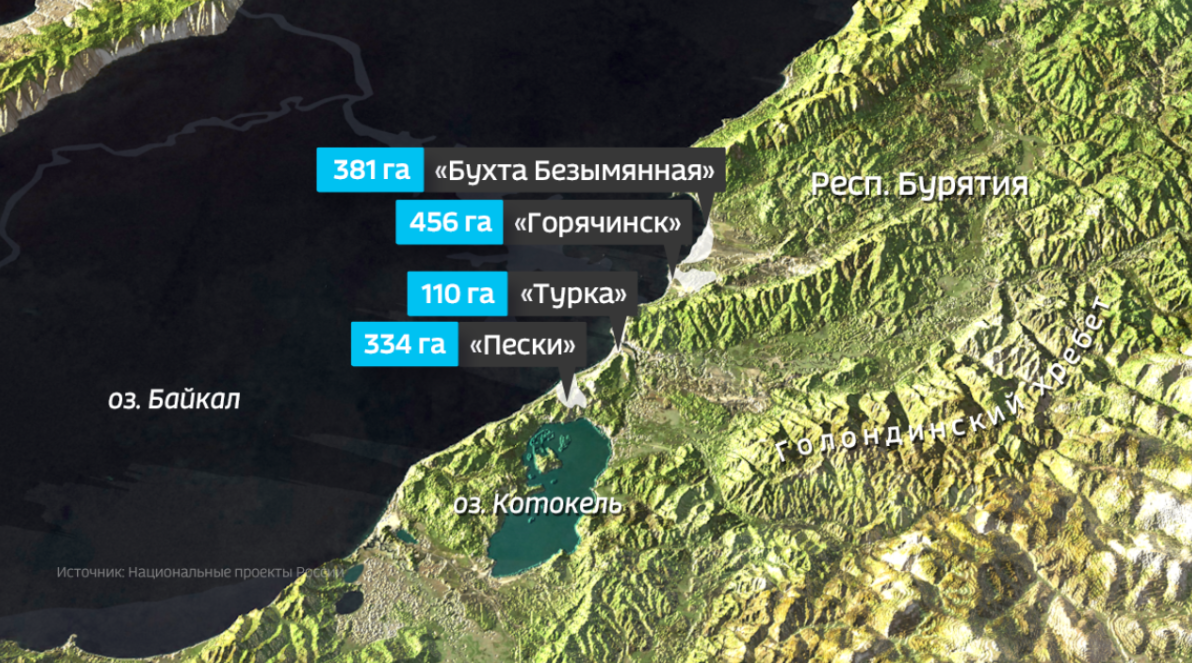 381 га «Бухта Безымянная»
Респ. Бурятия
456 га «Горячинск»
110 га «Турка»
334 га «Пески»
оз. Байкал
Голондинский хребет
оз. Котокель
Источник: Национальные проекты России